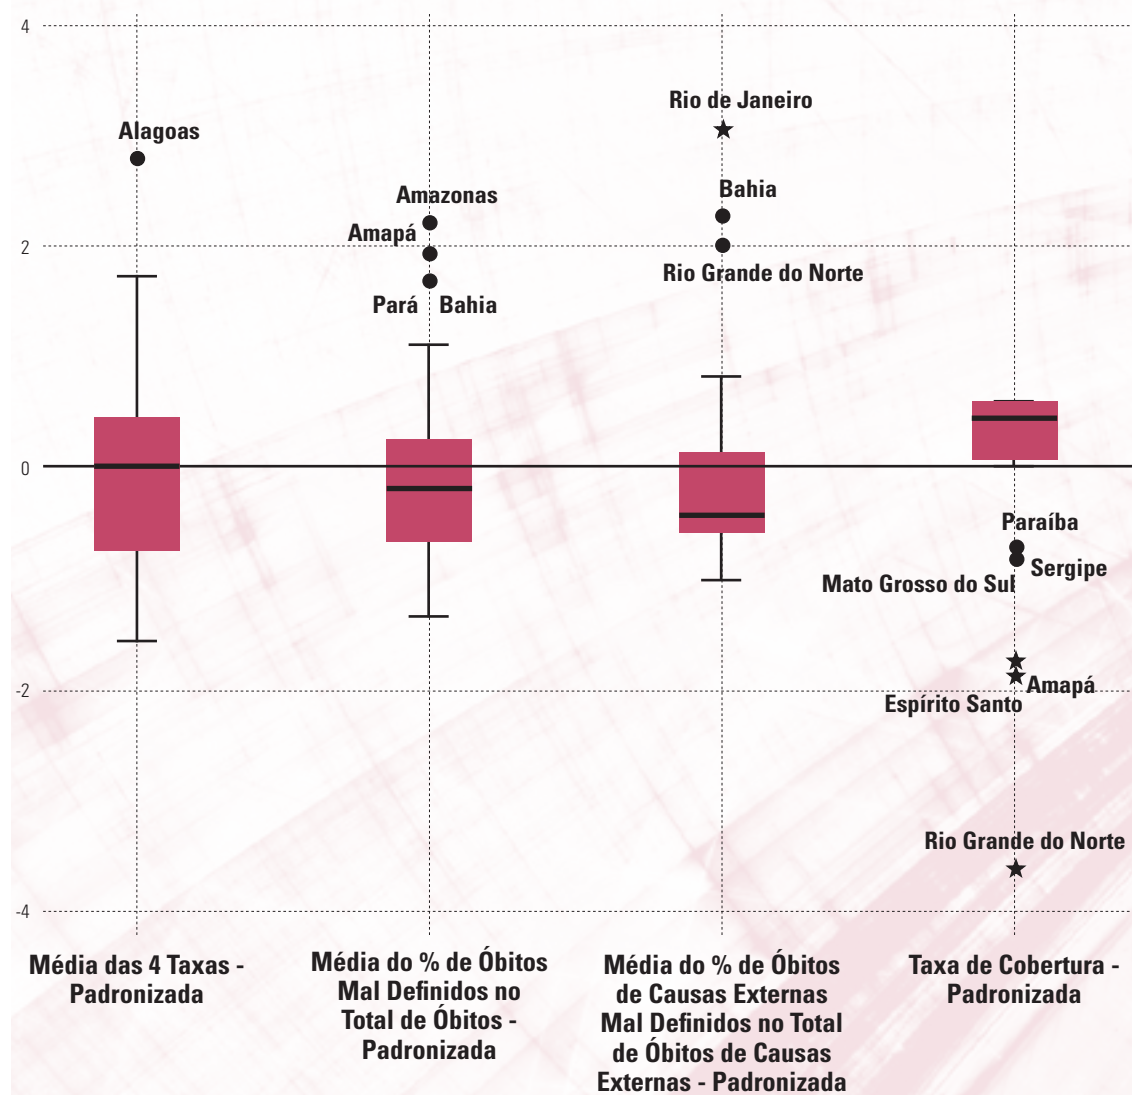 4
Rio de Janeiro
Alagoas
Bahia
Amazonas
Amapá
2
Rio Grande do Norte
Pará
Bahia
0
Paraíba
Sergipe
Mato Grosso do Sul
Amapá
-2
Espírito Santo
Rio Grande do Norte
-4
Média das 4 Taxas -
Padronizada
Média do % de Óbitos
Mal Definidos no
Total de Óbitos -
Padronizada
Média do % de Óbitos
de Causas Externas
Mal Definidos no Total
de Óbitos de Causas
Externas - Padronizada
Taxa de Cobertura -
Padronizada